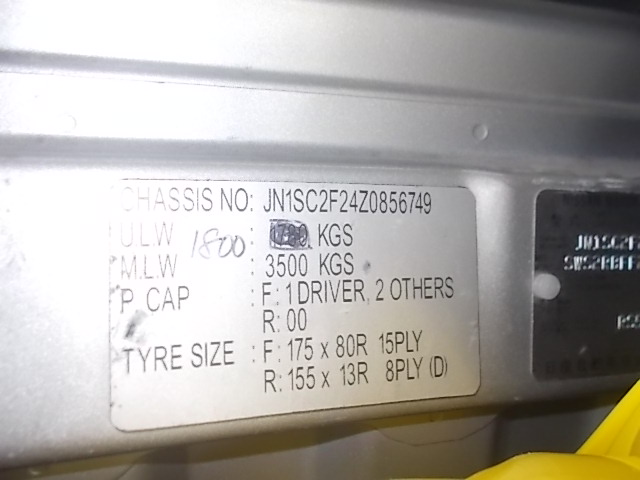 CHASSIS NO: JN1SC2F24Z0856749
U.L.W 1800 : KGS
M.L.W : 3500 KGS
P. CAP : F: 1 DRIVER, 2 OTHERS
R: 00
TYRE SIZE : F: 175 x 80R 15PLY
R: 155 x 13R 8PLY (D)
JN1SC2F